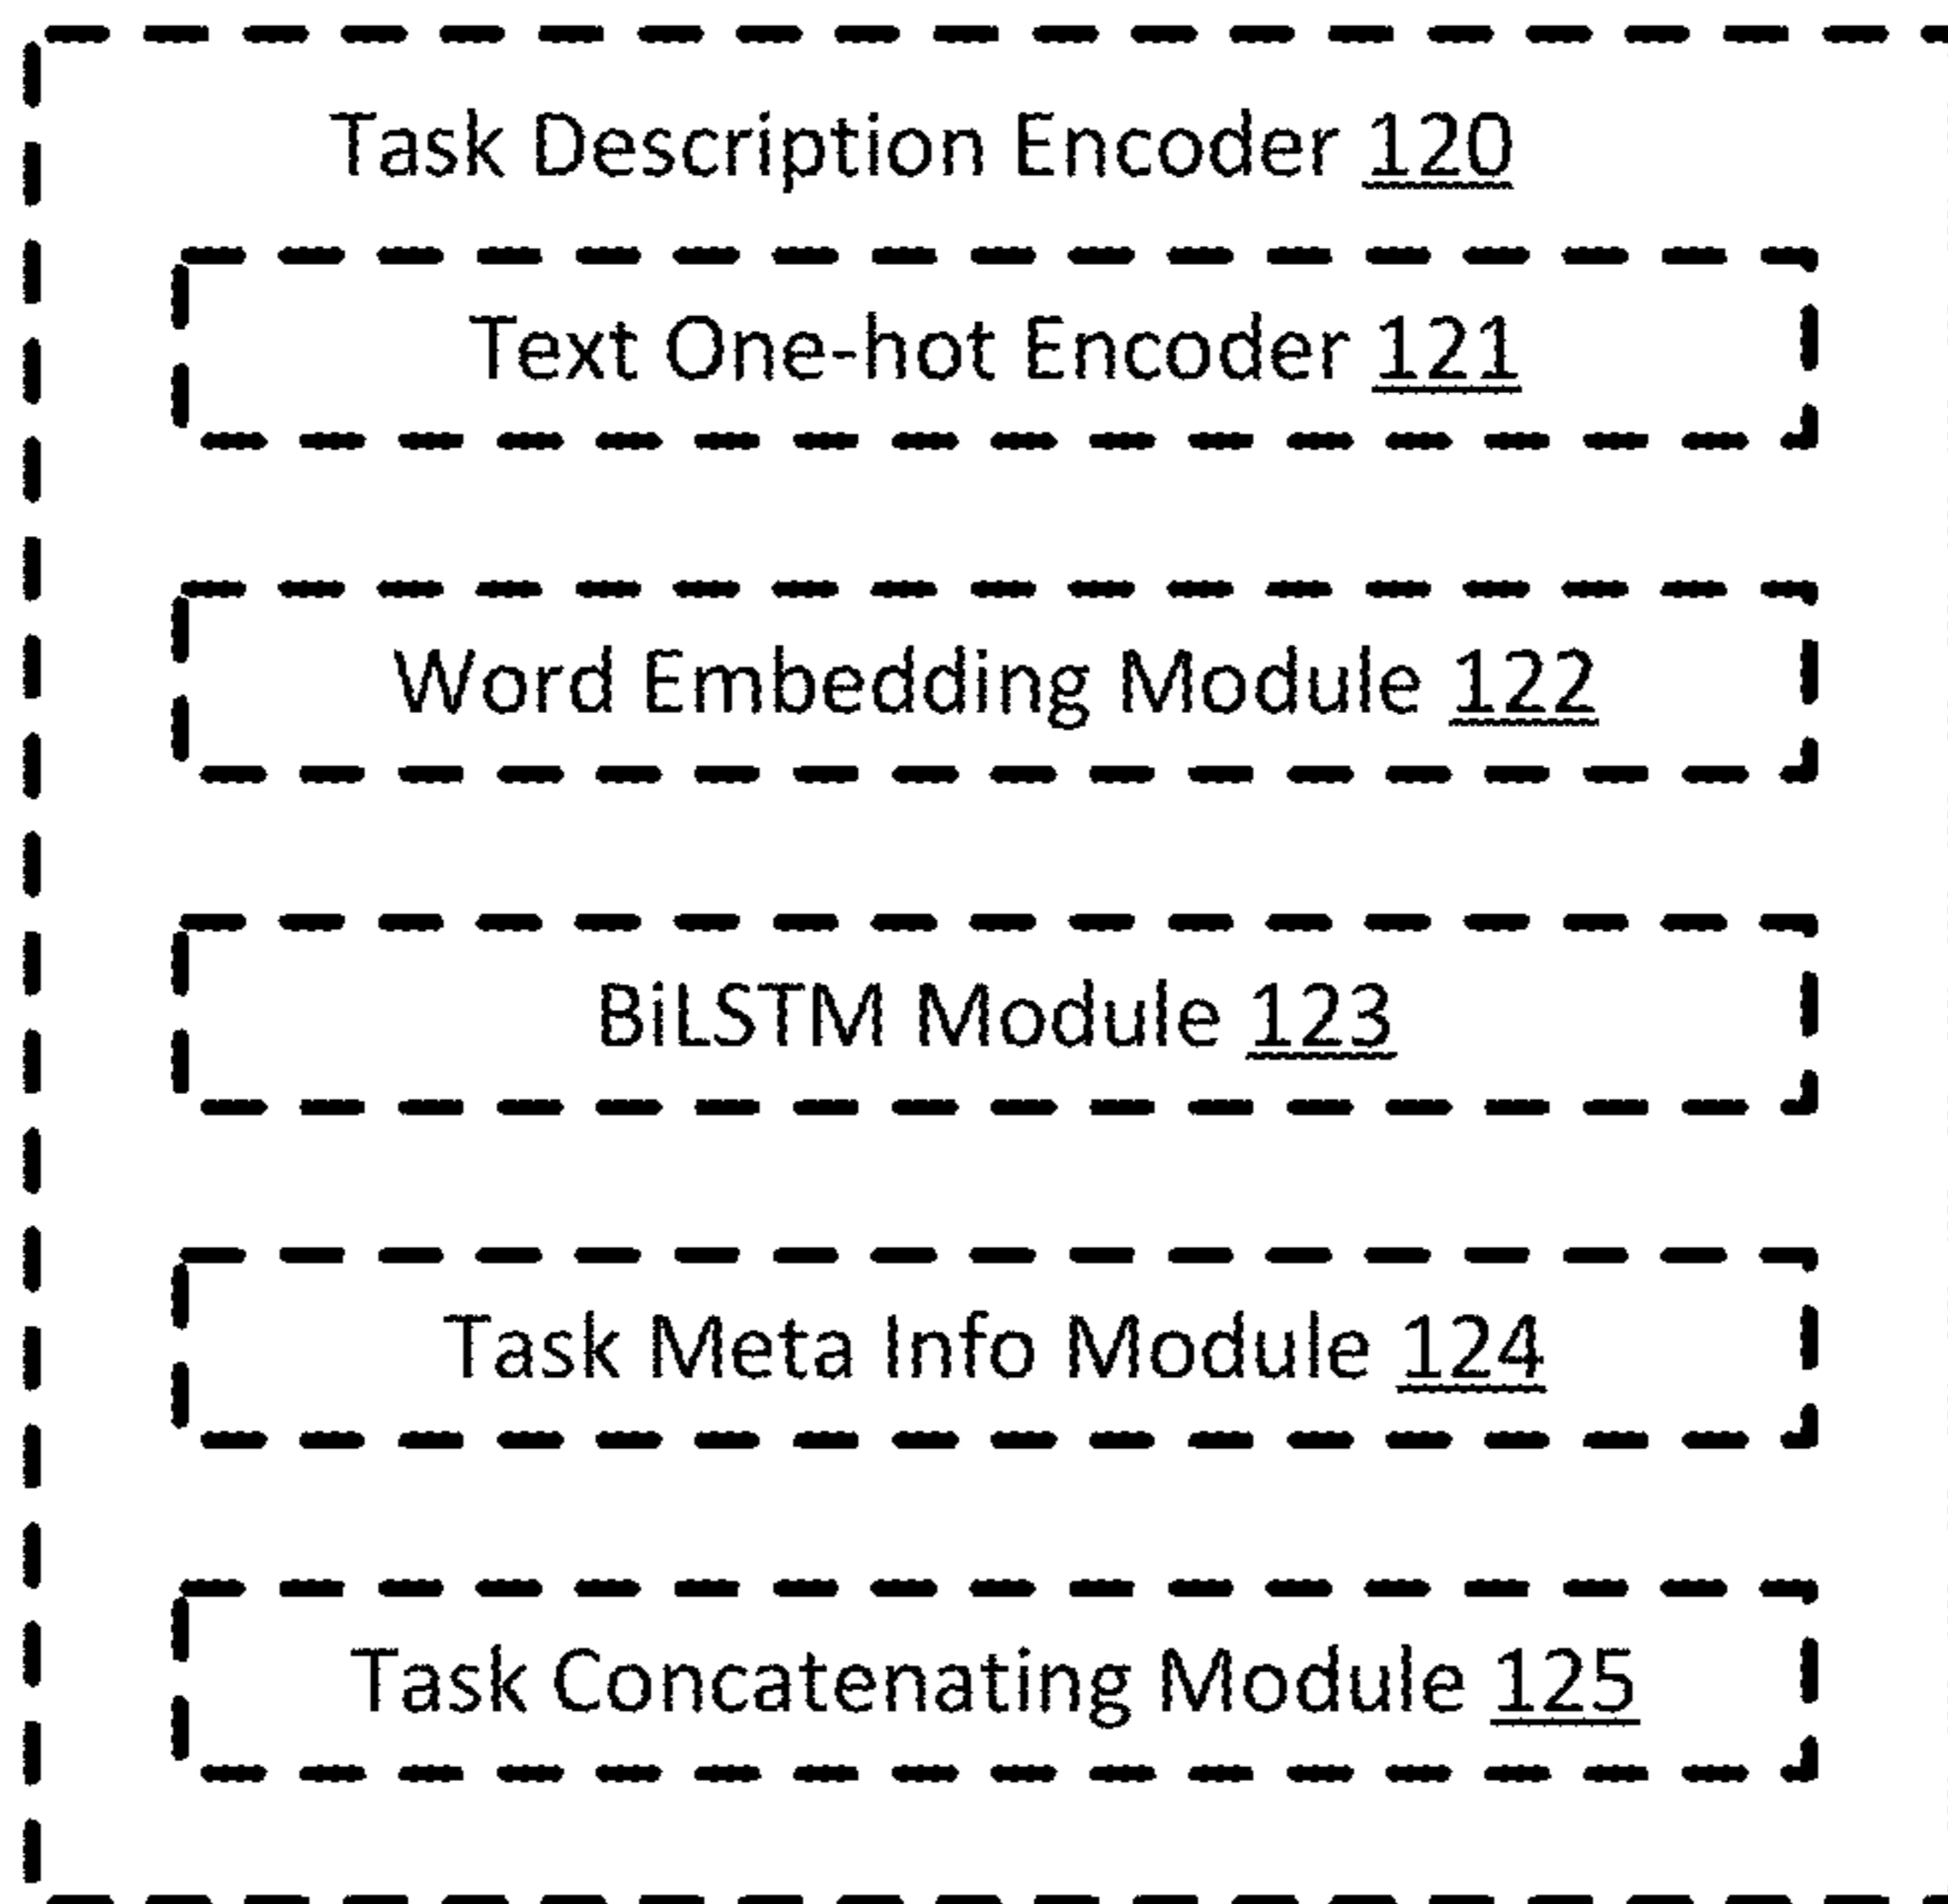 Task Description Encoder 120
Text One-hot Encoder 121
Word Embedding Module 122
BiLSTM Module 123
Task Meta Info Module 124
Task Concatenating Module 125